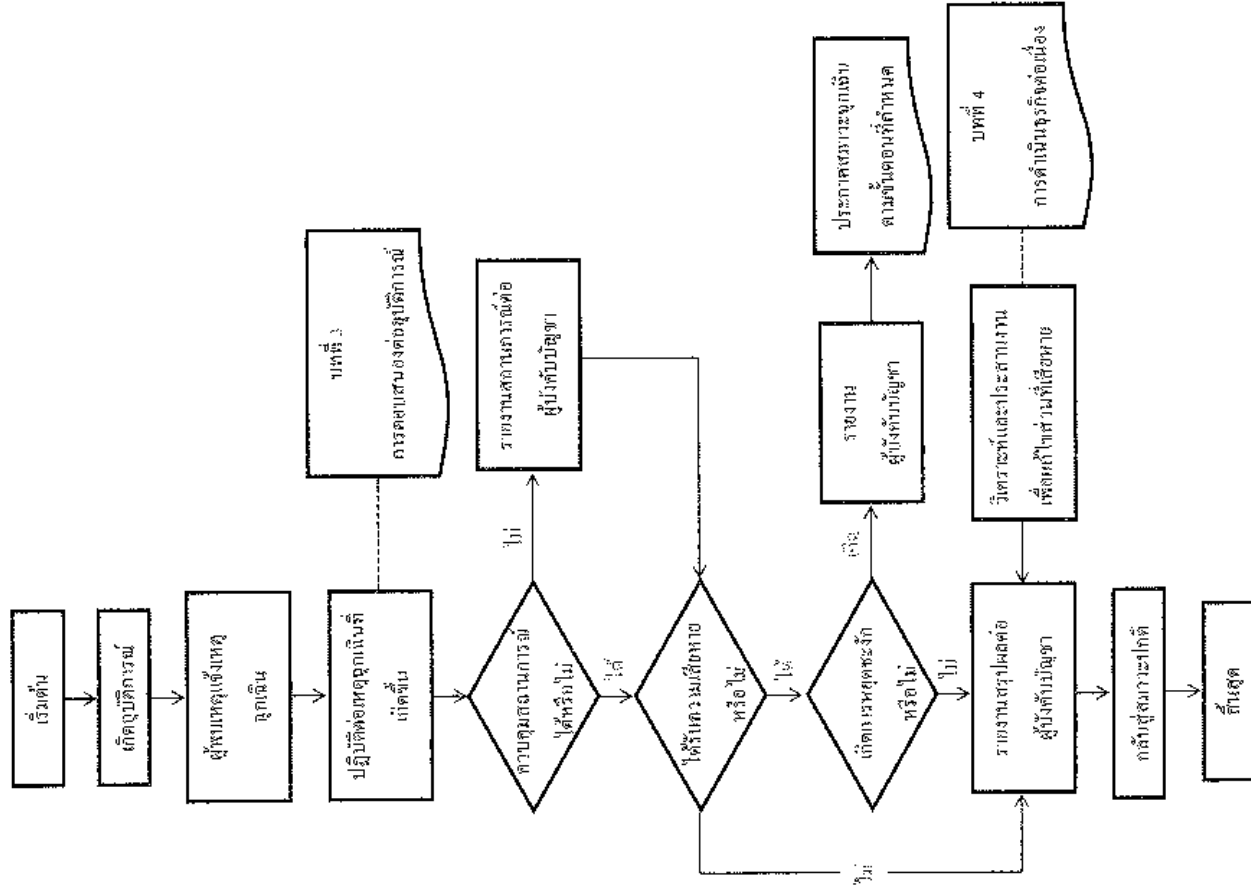 เริ่มต้น
เกิดอุบัติการณ์
ผู้พบเหตุแจ้งเหตุ
ฉุกเฉิน
ปฏิบัติต่อเหตุฉุกเฉินที่
เกิดขึ้น
บทที่ 3
การตอบสนองต่ออุบัติการณ์
ควบคุมสถานการณ์
ได้หรือไม่
ไม่
รายงานสถานการณ์ต่อ
ผู้บังคับบัญชา
ได้
ได้รับความเสียหาย
หรือไม่
ไม่
ได้
เกิดการหยุดชะงัก
หรือไม่
เกิด
รายงาน
ผู้บังคับบัญชา
ประกาศสภาวะฉุกเฉิน
ตามขั้นตอนที่กำหนด
ไม่
รายงานสรุปผลต่อ
ผู้บังคับบัญชา
วิเคราะห์และประสานงาน
เพื่อแก้ไขส่วนที่เสียหาย
บทที่ 4
การดำเนินธุรกิจต่อเนื่อง
กลับสู่สภาวะปกติ
สิ้นสุด